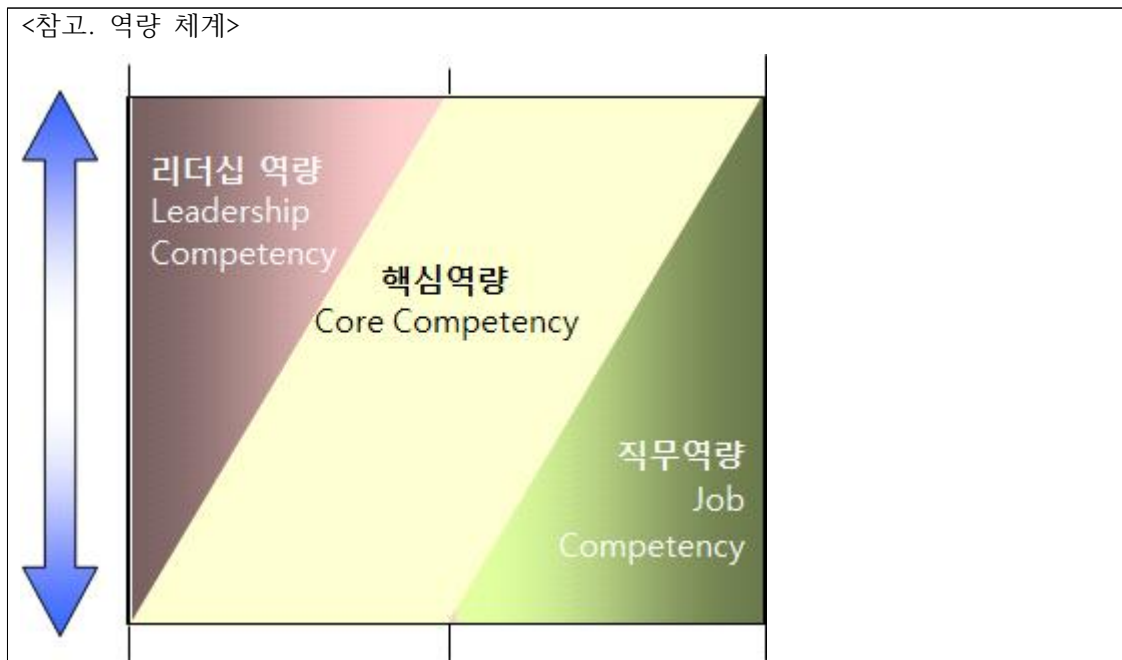 <참고. 역량 체계>
리더십 역량
Leadership
Competency
핵심역량
Core Competency
직무역량
Job
Competency